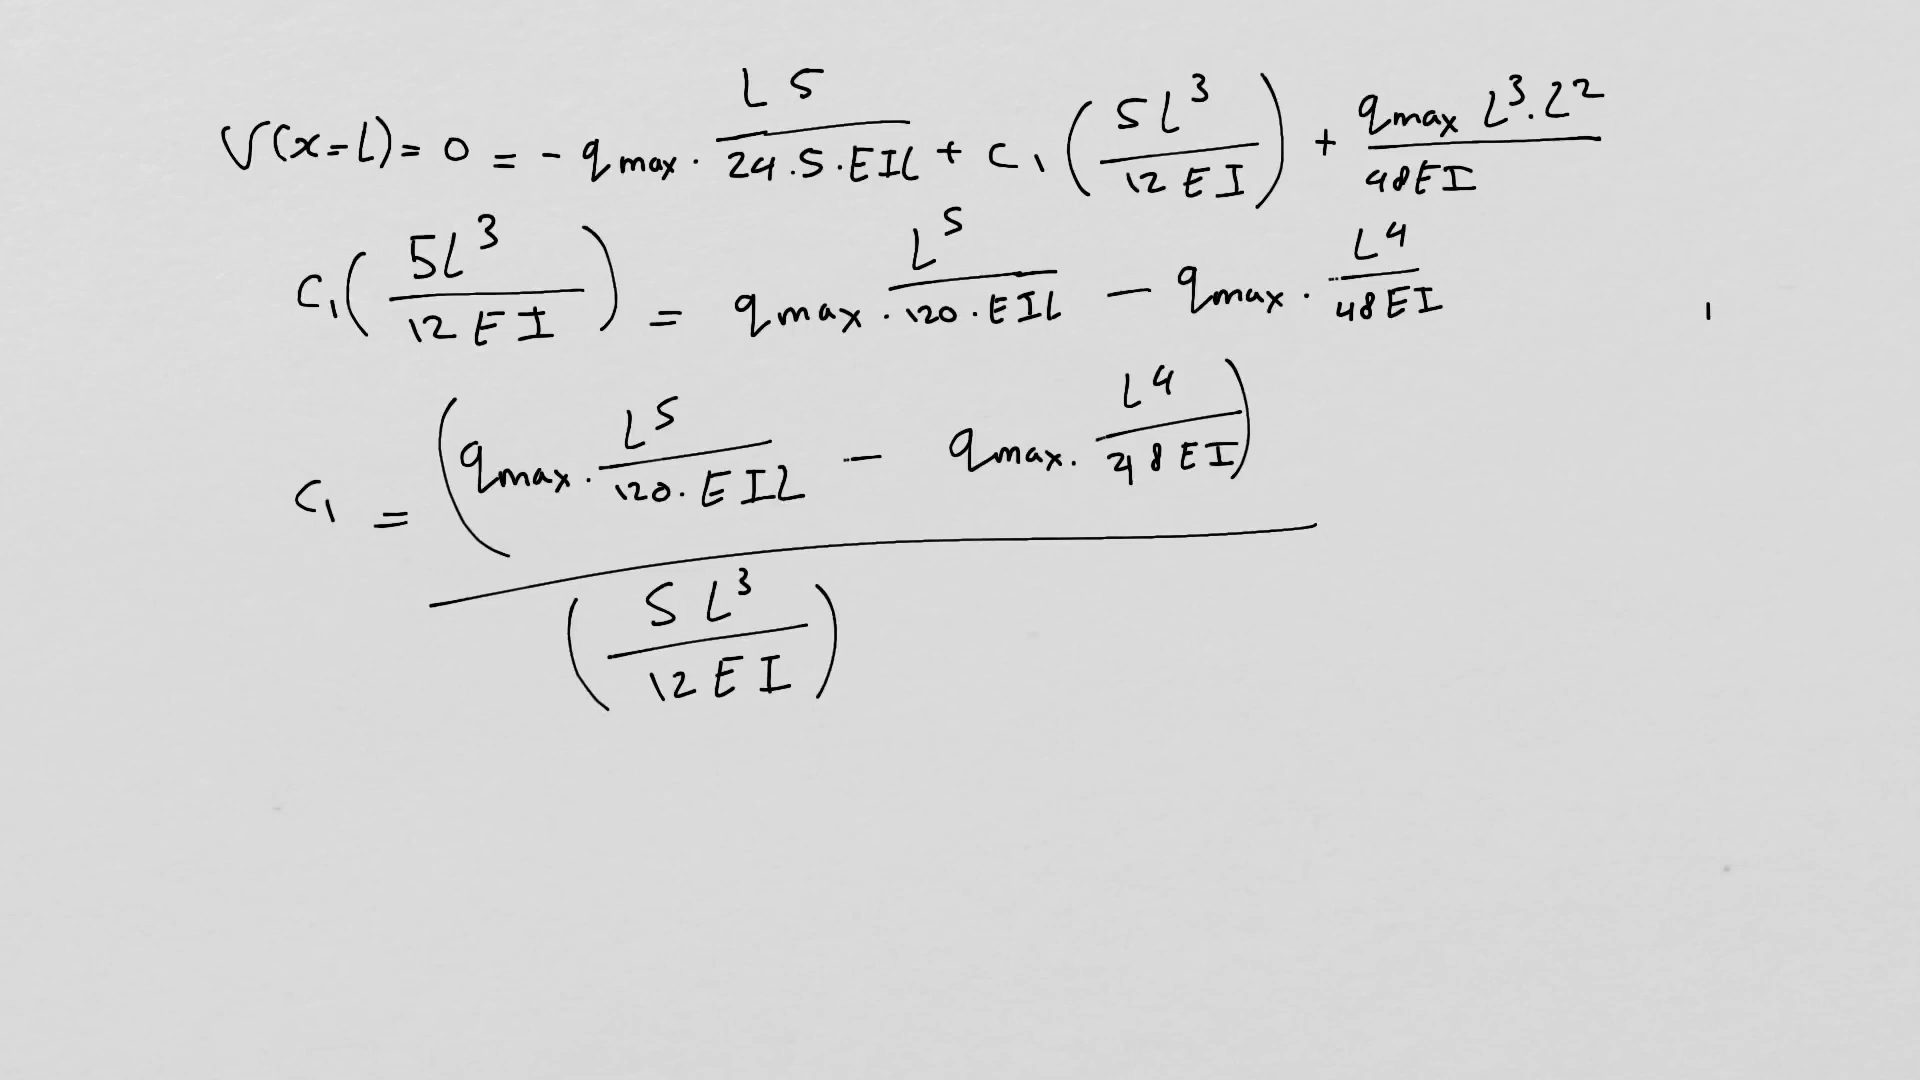 V(x=L)= 0 = - qmax · L5 / 24.5.EIL + C1 (5L³ / 12EI) + qmax L³.L² / 48EI
C1 (5L³ / 12EI) = qmax · L⁵ / 120.EIL - qmax · L⁴ / 48EI
C1 = (qmax · L⁵ / 120.EIL - qmax. L⁴ / 48EI) / (5L³ / 12EI)